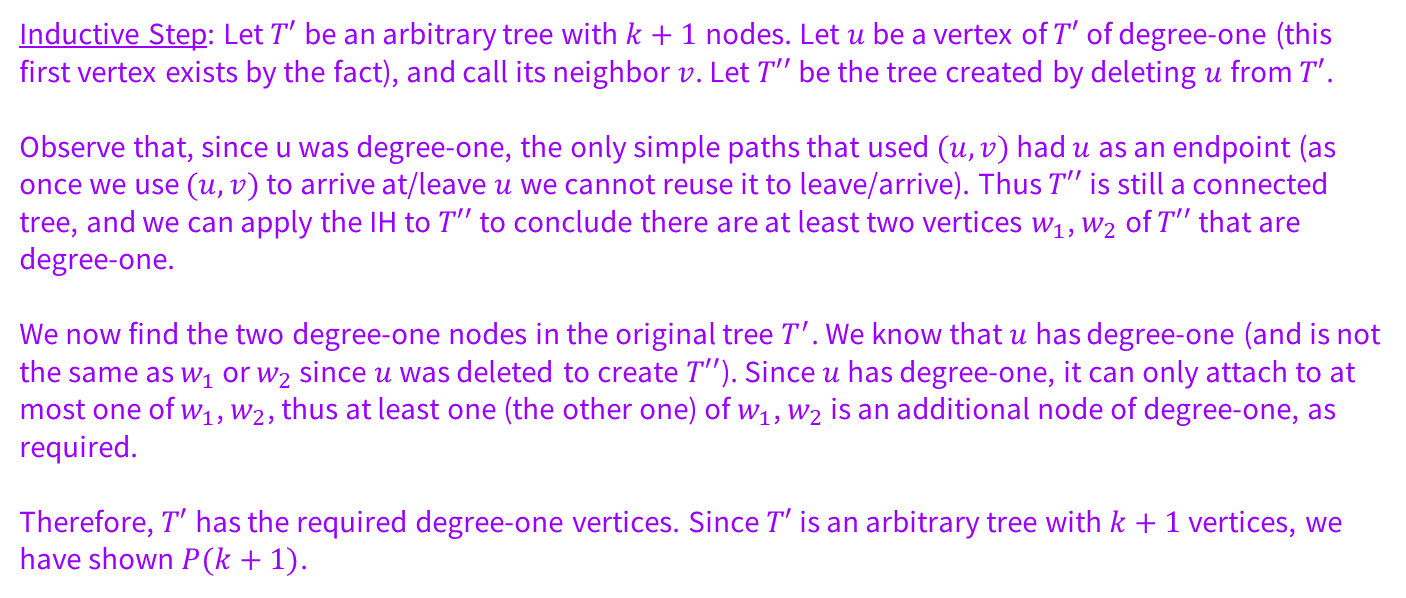 Inductive Step: Let 𝑇′ be an arbitrary tree with 𝑘 + 1 nodes. Let 𝑢 be a vertex of 𝑇′ of degree-one (this
first vertex exists by the fact), and call its neighbor 𝑣. Let 𝑇′′ be the tree created by deleting 𝑢 from 𝑇′.
Observe that, since u was degree-one, the only simple paths that used (𝑢, 𝑣) had 𝑢 as an endpoint (as
once we use (𝑢, 𝑣) to arrive at/leave 𝑢 we cannot reuse it to leave/arrive). Thus 𝑇′′ is still a connected
tree, and we can apply the IH to 𝑇′′ to conclude there are at least two vertices 𝑤₁, 𝑤₂ of 𝑇′′ that are
degree-one.
We now find the two degree-one nodes in the original tree 𝑇′. We know that 𝑢 has degree-one (and is not
the same as 𝑤₁ or 𝑤₂ since 𝑢 was deleted to create 𝑇′′). Since 𝑢 has degree-one, it can only attach to at
most one of 𝑤₁, 𝑤₂, thus at least one (the other one) of 𝑤₁, 𝑤₂ is an additional node of degree-one, as
required.
Therefore, 𝑇′ has the required degree-one vertices. Since 𝑇′ is an arbitrary tree with 𝑘 + 1 vertices, we
have shown 𝑃(𝑘 + 1).